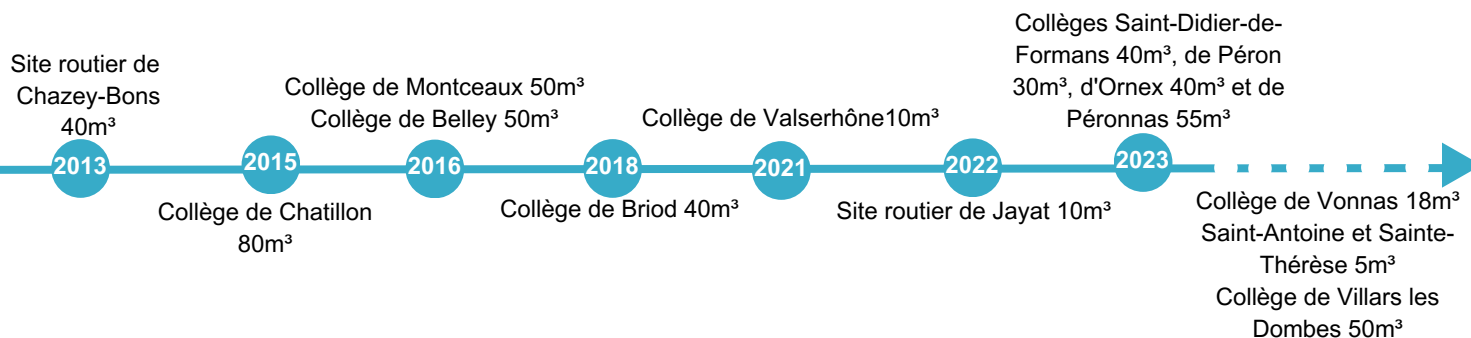 Site routier de
Chazey-Bons
40m³
2013
2015
Collège de Chatillon
80m³
Collège de Montceaux 50m³
Collège de Belley 50m³
2016
2018
Collège de Briod 40m³
Collège de Valserhône10m³
2021
2022
Site routier de Jayat 10m³
Collèges Saint-Didier-de-
Formans 40m³, de Péron
30m³, d'Ornex 40m³ et de
Péronnas 55m³
2023
Collège de Vonnas 18m³
Saint-Antoine et Sainte-
Thérèse 5m³
Collège de Villars les
Dombes 50m³